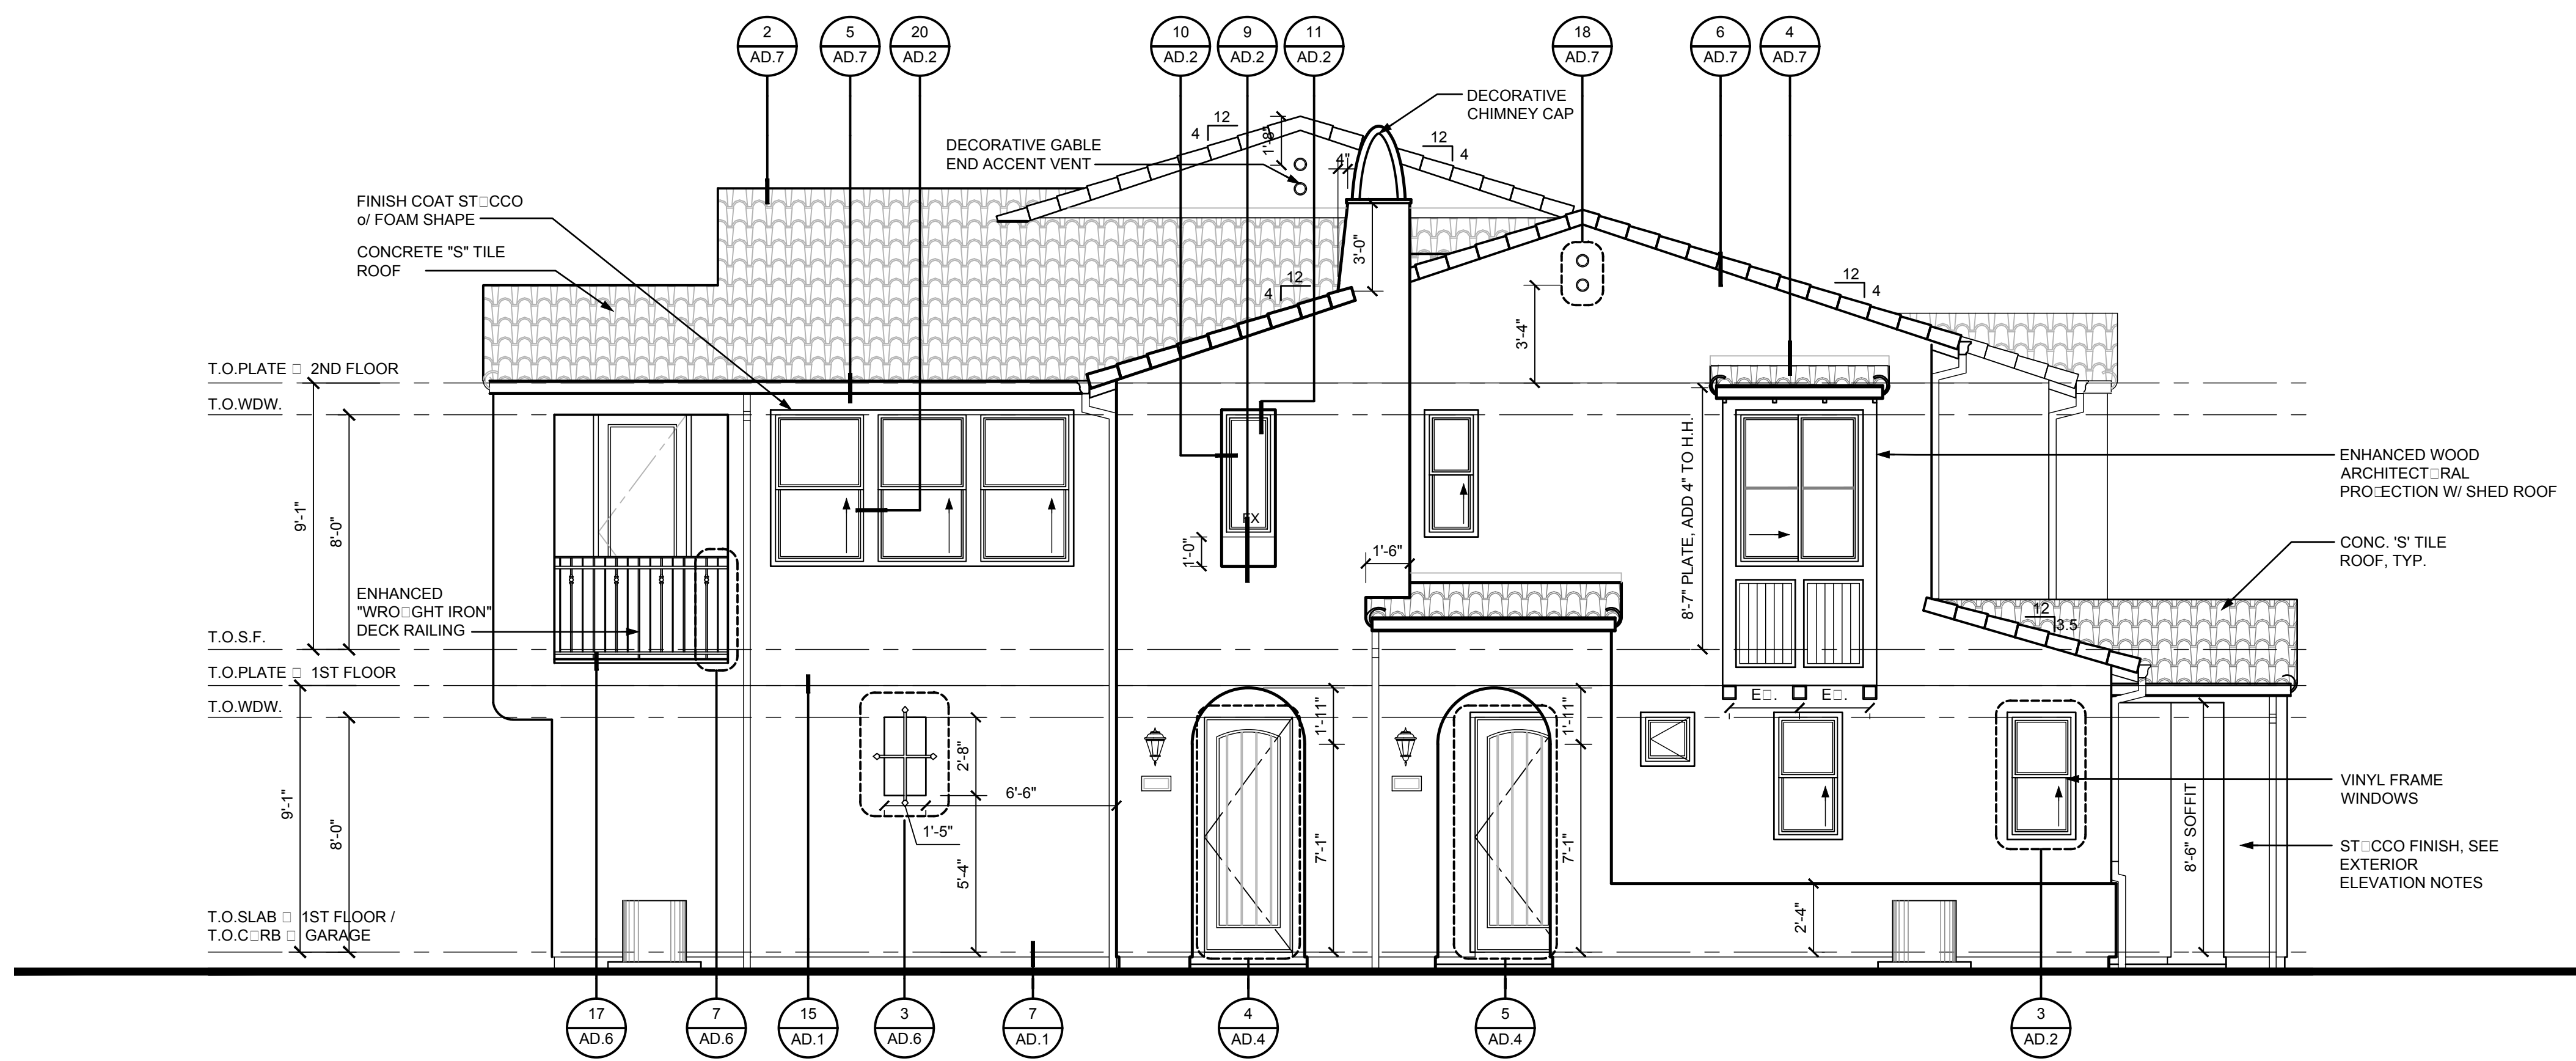 2
AD.7
5
AD.7
20
AD.2
10
AD.2
9
AD.2
11
AD.2
18
AD.7
6
AD.7
4
AD.7
DECORATIVE
CHIMNEY CAP
12
4
1'-8"
12
4
4"
DECORATIVE GABLE
END ACCENT VENT
FINISH COAT ST□CCO
o/ FOAM SHAPE
CONCRETE "S" TILE
ROOF
3'-0"
12
4
12
4
3'-4"
T.O.PLATE □ 2ND FLOOR
T.O.WDW.
9'-1"
8'-0"
FX
1'-0"
1'-6"
8'-7" PLATE, ADD 4" TO H.H.
ENHANCED WOOD
ARCHITECT□RAL
PRO□ECTION W/ SHED ROOF
CONC. 'S' TILE
ROOF, TYP.
ENHANCED
"WRO□GHT IRON"
DECK RAILING
12
3.5
T.O.S.F.
T.O.PLATE □ 1ST FLOOR
T.O.WDW.
E□.
E□.
9'-1"
8'-0"
2'-8"
6'-6"
1'-5"
5'-4"
1'-11"
7'-1"
1'-11"
7'-1"
2'-4"
8'-6" SOFFIT
VINYL FRAME
WINDOWS
ST□CCO FINISH, SEE
EXTERIOR
ELEVATION NOTES
T.O.SLAB □ 1ST FLOOR /
T.O.C□RB □ GARAGE
17
AD.6
7
AD.6
15
AD.1
3
AD.6
7
AD.1
4
AD.4
5
AD.4
3
AD.2